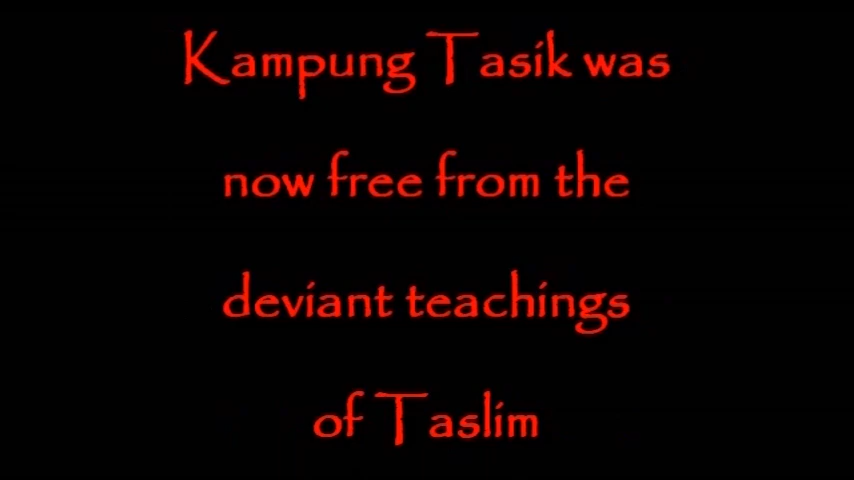 Kampung Tasik was
now free from the
deviant teachings
of Taslim